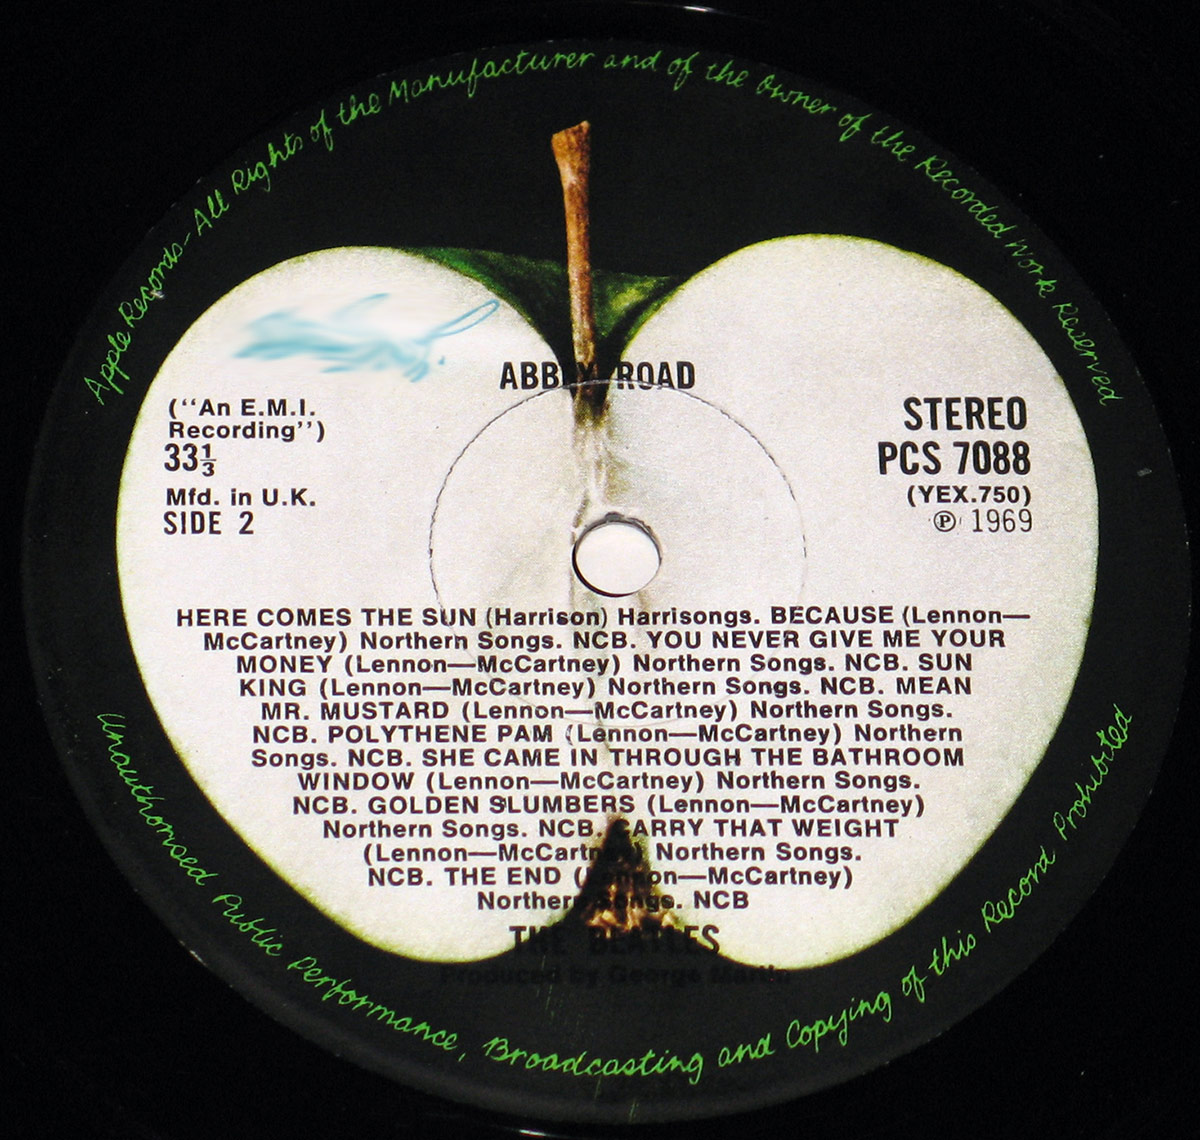 Apple Records—All Rights of the Manufacturer and of the Owner of the Recorded Work Reserved
ABBEY ROAD
(“An E.M.I.
Recording”)
33⅓
Mfd. in U.K.
SIDE 2
STEREO
PCS 7088
(YEX.750)
℗ 1969
HERE COMES THE SUN (Harrison) Harrisongs. BECAUSE (Lennon—
McCartney) Northern Songs. NCB. YOU NEVER GIVE ME YOUR
MONEY (Lennon—McCartney) Northern Songs. NCB. SUN
KING (Lennon—McCartney) Northern Songs. NCB. MEAN
MR. MUSTARD (Lennon—McCartney) Northern Songs.
NCB. POLYTHENE PAM (Lennon—McCartney) Northern
Songs. NCB. SHE CAME IN THROUGH THE BATHROOM
WINDOW (Lennon—McCartney) Northern Songs.
NCB. GOLDEN SLUMBERS (Lennon—McCartney)
Northern Songs. NCB. CARRY THAT WEIGHT
(Lennon—McCartney) Northern Songs.
NCB. THE END (Lennon—McCartney)
Northern Songs. NCB
THE BEATLES
Produced by George Martin
Unauthorised Public Performance, Broadcasting and Copying of this Record Prohibited